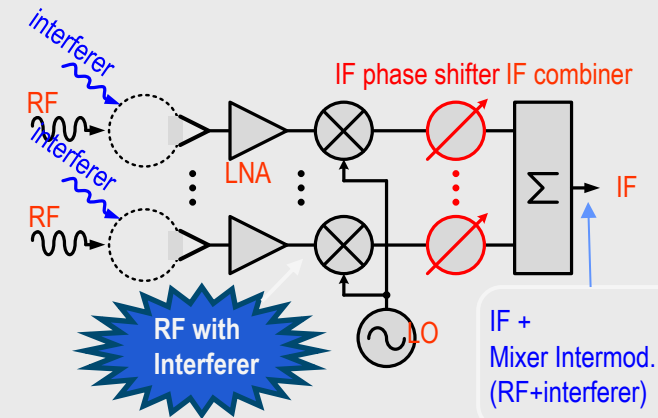 interferer
IF phase shifter IF combiner
RF
interferer
LNA
Σ
IF
RF
RF with
Interferer
LO
IF +
Mixer Intermod.
(RF+interferer)